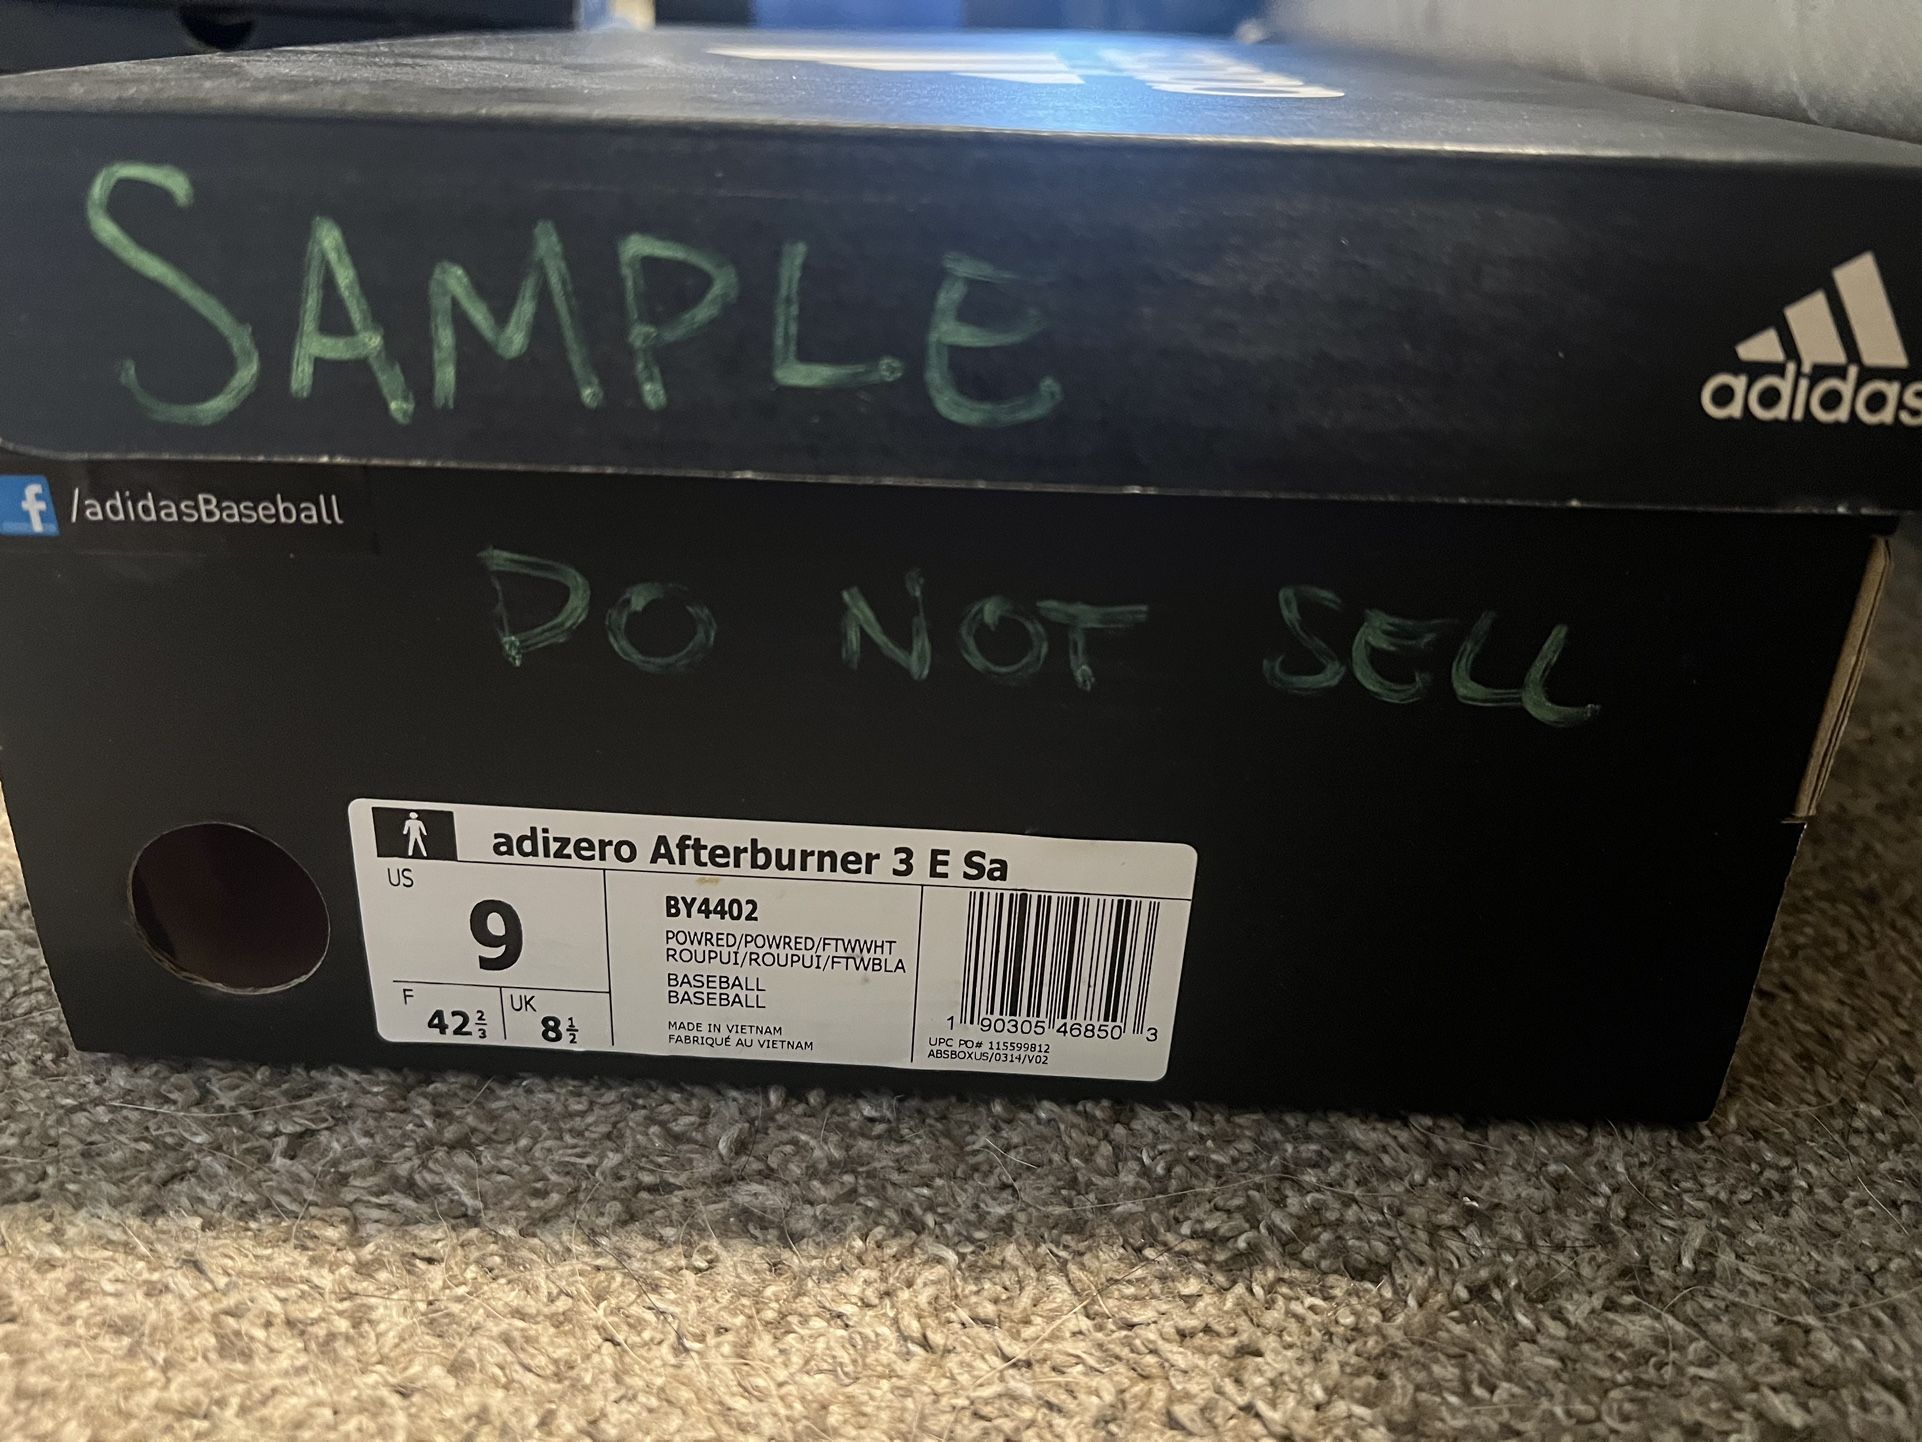 SAMPLE
adidas
f /adidasBaseball
DO NOT SELL
adizero Afterburner 3 E Sa
US
9
F
42 2/3
UK
8 1/2
BY4402
POWRED/POWRED/FTWWHT
ROUPUI/ROUPUI/FTWBLA
BASEBALL
BASEBALL
MADE IN VIETNAM
FABRIQUÉ AU VIETNAM
1 90305 46850 3
UPC PO# 115599812
ABSBOXUS/0314/V02